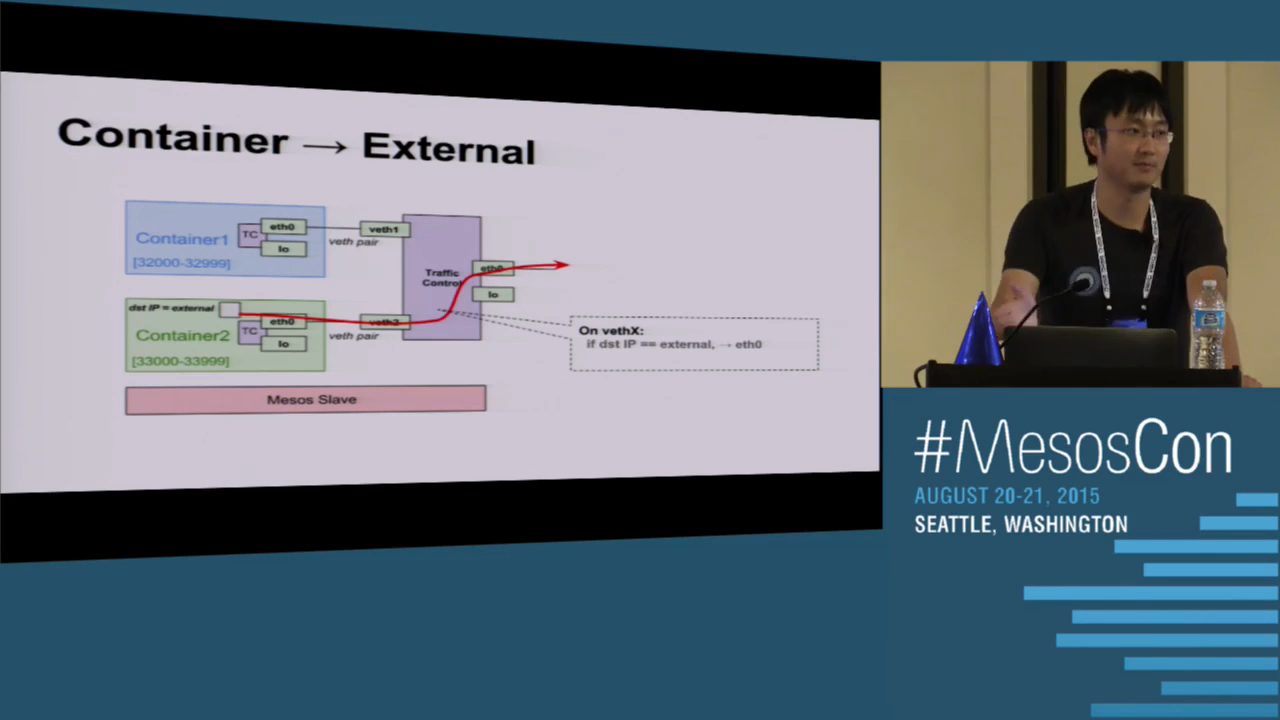 Container → External
Container1
[32000-32999]
TC
eth0
lo
veth pair
veth1
Traffic
Control
eth0
lo
dst IP = external
Container2
[33000-33999]
TC
eth0
lo
veth pair
veth2
On vethX:
if dst IP == external, → eth0
Mesos Slave
#MesosCon
AUGUST 20-21, 2015
SEATTLE, WASHINGTON